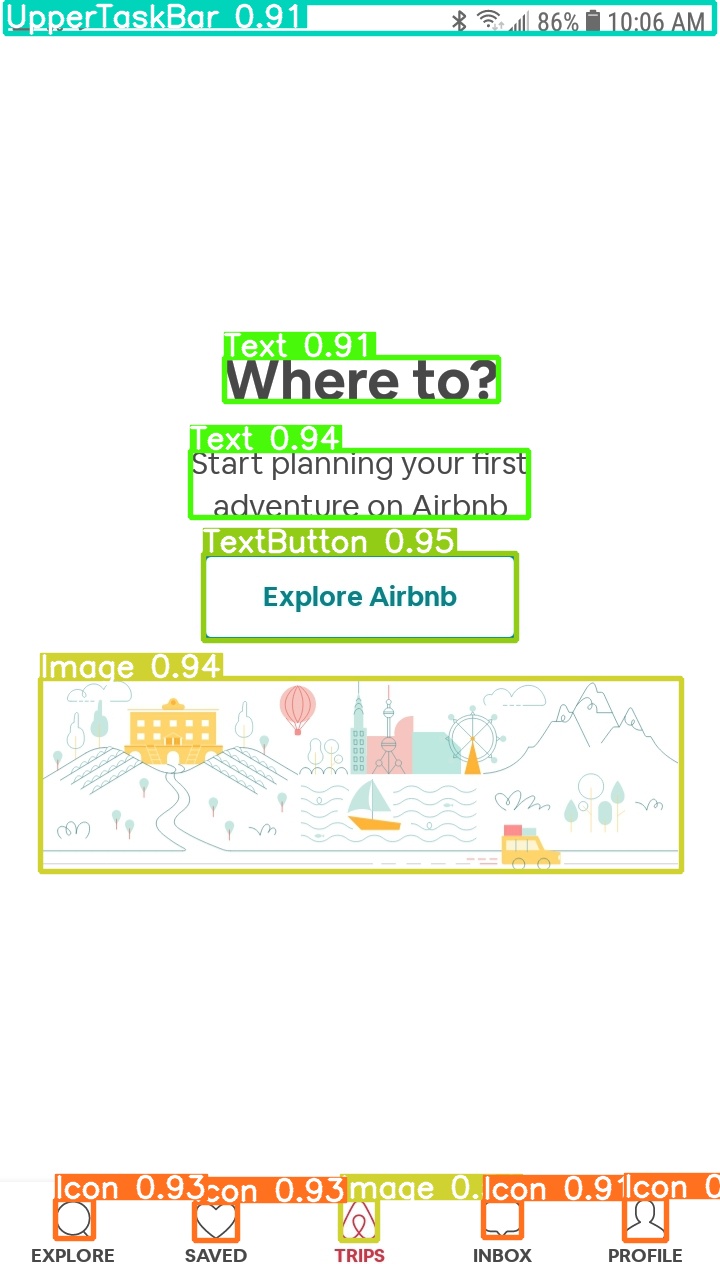 UpperTaskBar 0.91
86% 10:06 AM
Text 0.91
Where to?
Text 0.94
Start planning your first
adventure on Airbnb
TextButton 0.95
Explore Airbnb
Image 0.94
Icon 0.93 con 0.93 mage 0. Icon 0.91 Icon 0
EXPLORE SAVED TRIPS INBOX PROFILE